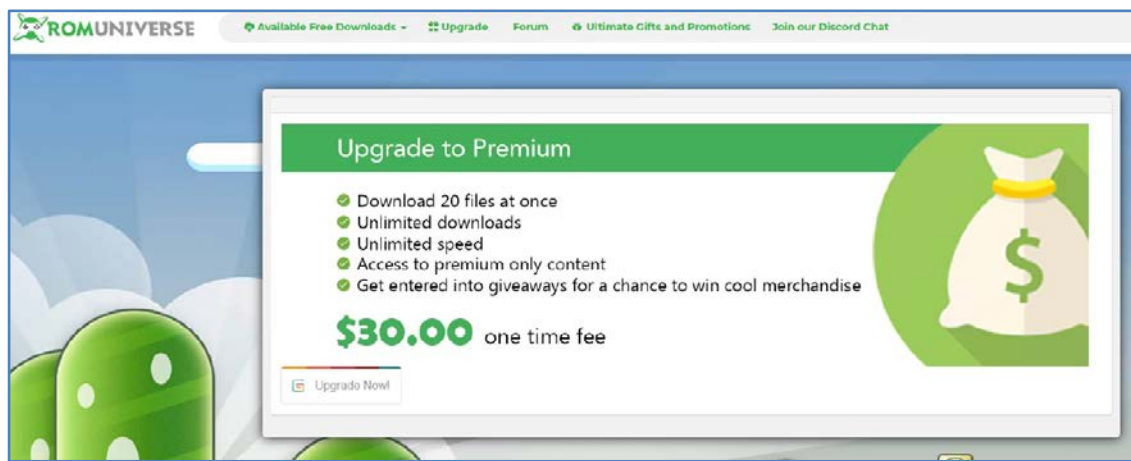 ROMUNIVERSE
Available Free Downloads Upgrade Forum Ultimate Gifts and Promotions Join our Discord Chat
Upgrade to Premium
Download 20 files at once
Unlimited downloads
Unlimited speed
Access to premium only content
Get entered into giveaways for a chance to win cool merchandise
$30.00 one time fee
Upgrade Now!
$